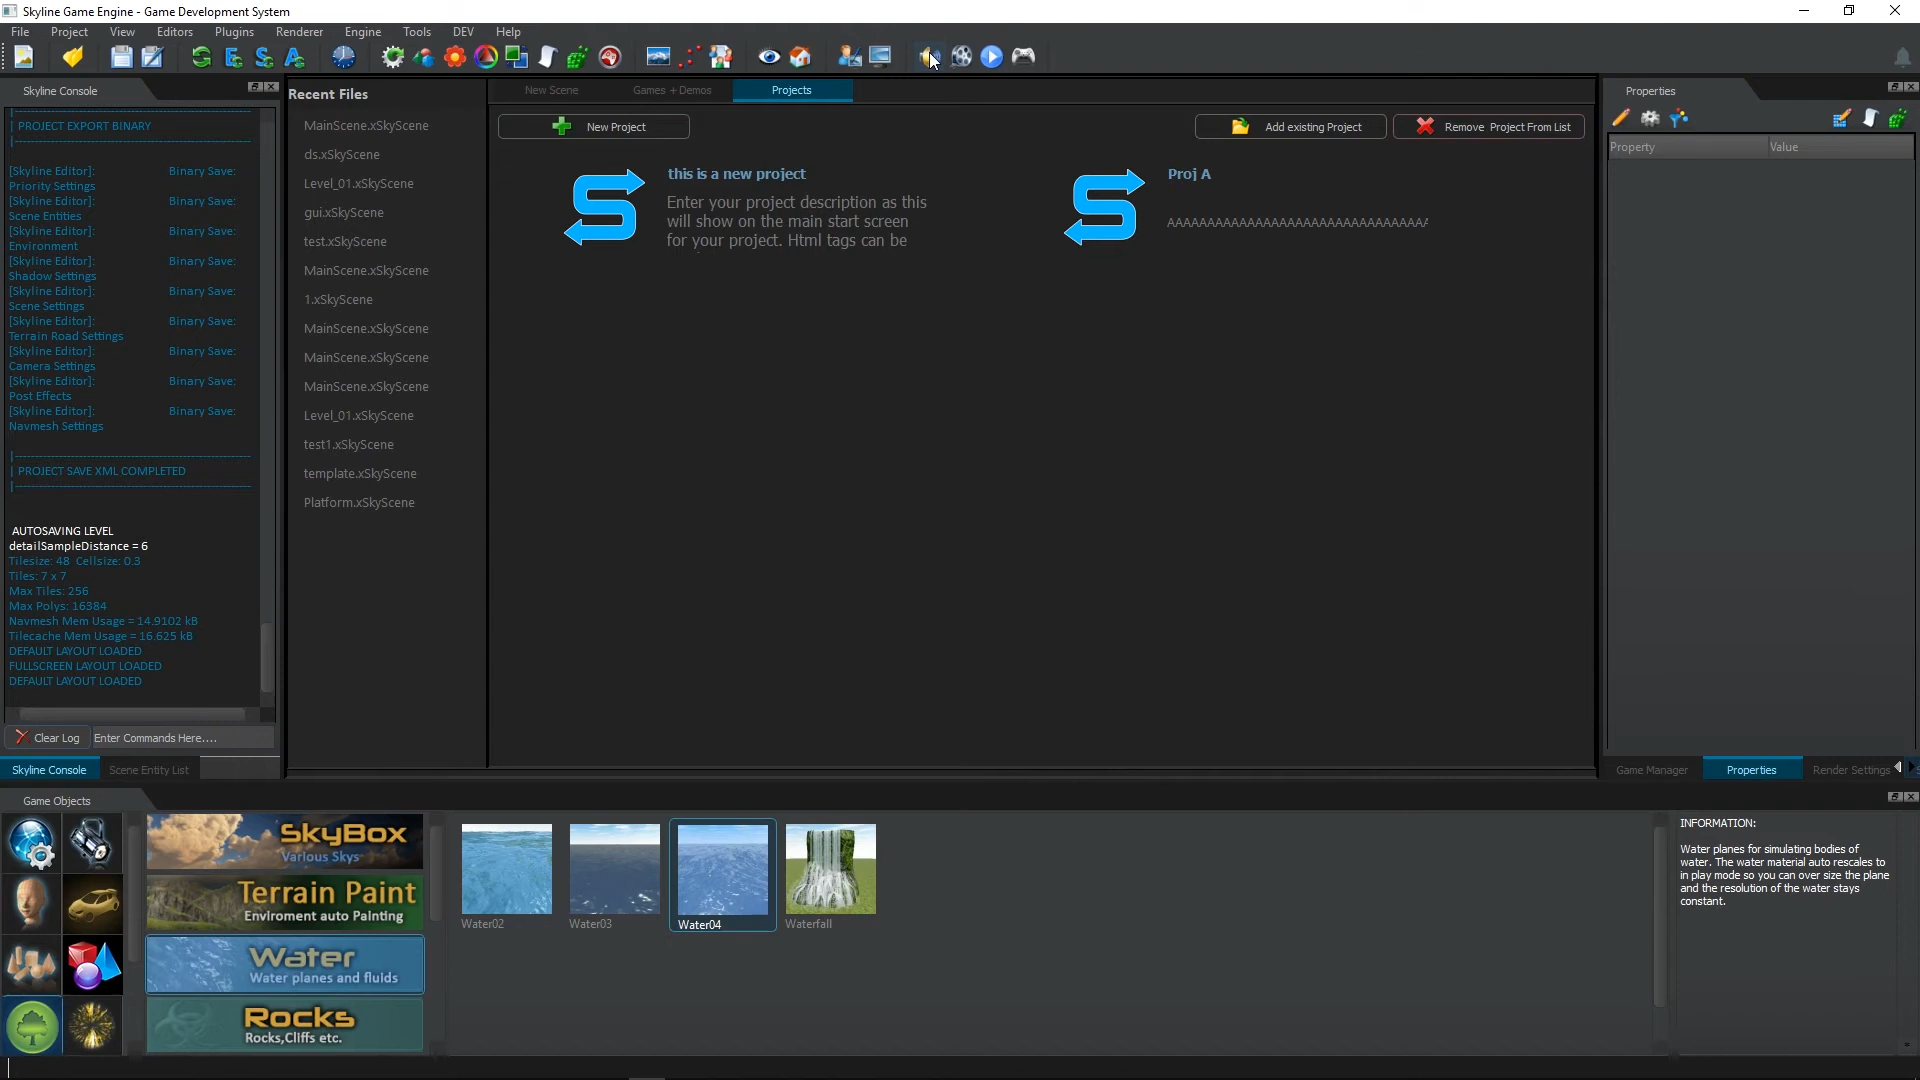 Skyline Game Engine - Game Development System
File Project View Editors Plugins Renderer Engine Tools DEV Help
Skyline Console
PROJECT EXPORT BINARY
[Skyline Editor]: Binary Save:
Priority Settings
[Skyline Editor]: Binary Save:
Scene Entities
[Skyline Editor]: Binary Save:
Environment
[Skyline Editor]: Binary Save:
Shadow Settings
[Skyline Editor]: Binary Save:
Scene Settings
[Skyline Editor]: Binary Save:
Terrain Road Settings
[Skyline Editor]: Binary Save:
Camera Settings
[Skyline Editor]: Binary Save:
Post Effects
[Skyline Editor]: Binary Save:
Navmesh Settings
PROJECT SAVE XML COMPLETED
AUTOSAVING LEVEL
detailSampleDistance = 6
Tilesize: 48 Cellsize: 0.3
Tiles: 7 x 7
Max Tiles: 256
Max Polys: 16384
Navmesh Mem Usage = 14.9102 kB
Tilecache Mem Usage = 16.625 kB
DEFAULT LAYOUT LOADED
FULLSCREEN LAYOUT LOADED
DEFAULT LAYOUT LOADED
Clear Log Enter Commands Here....
Skyline Console Scene Entity List
Recent Files
MainScene.xSkyScene
ds.xSkyScene
Level_01.xSkyScene
gui.xSkyScene
test.xSkyScene
MainScene.xSkyScene
1.xSkyScene
MainScene.xSkyScene
MainScene.xSkyScene
MainScene.xSkyScene
Level_01.xSkyScene
test1.xSkyScene
template.xSkyScene
Platform.xSkyScene
New Scene Games + Demos Projects
New Project Add existing Project Remove Project From List
this is a new project
Enter your project description as this
will show on the main start screen
for your project. Html tags can be
Proj A
AAAAAAAAAAAAAAAAAAAAAAAAAAAAAAAAA
Properties
Property Value
Game Manager Properties Render Settings
Game Objects
SkyBox
Various Skys
Terrain Paint
Enviroment auto Painting
Water
Water planes and fluids
Rocks
Rocks,Cliffs etc.
Water02 Water03 Water04 Waterfall
INFORMATION:
Water planes for simulating bodies of
water. The water material auto rescales to
in play mode so you can over size the plane
and the resolution of the water stays
constant.